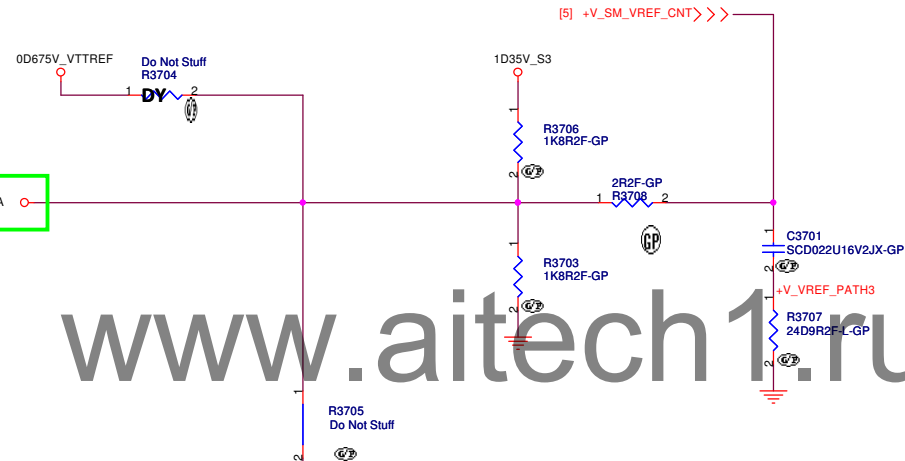 [5] +V_SM_VREF_CNT
0D675V_VTTREF
Do Not Stuff
R3704
1 DY 2
G/P
1D35V_S3
1
R3706
1K8R2F-GP
2 G/P
A
2R2F-GP
1 R3708 2
GP
1
C3701
SCD022U16V2JX-GP
2 G/P
1
R3703
1K8R2F-GP
2 G/P
+V_VREF_PATH3
1
R3707
24D9R2F-L-GP
2 G/P
www.aitech1.ru
1
R3705
Do Not Stuff
2 G/P